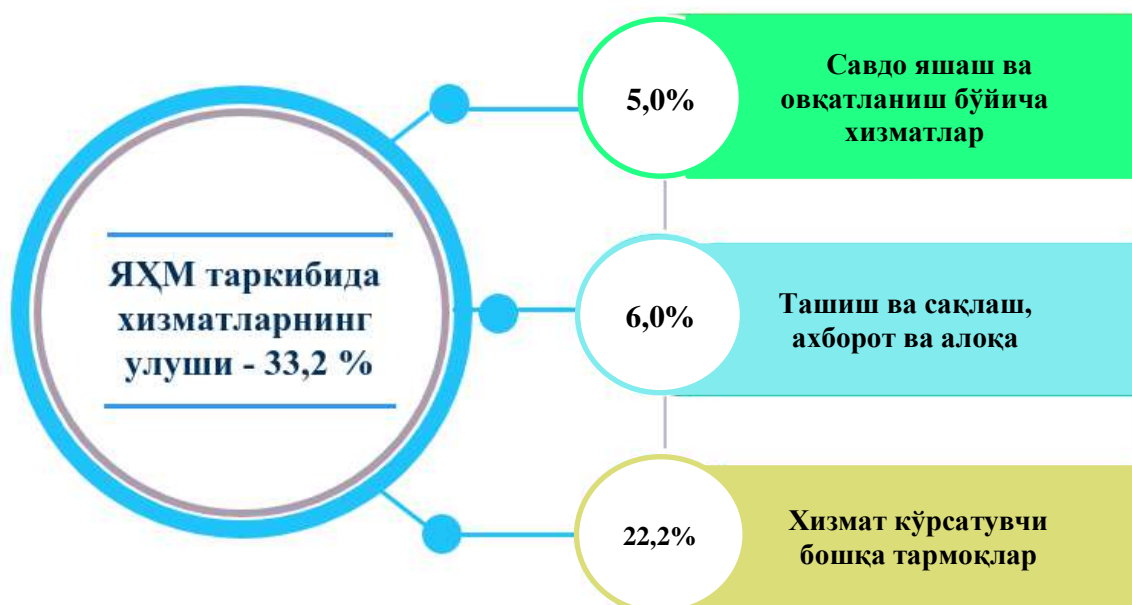 ЯҲМ таркибида
хизматларнинг
улуши - 33,2 %
5,0%
Савдо яшаш ва
овқатланиш бўйича
хизматлар
6,0%
Ташиш ва сақлаш,
ахборот ва алоқа
22,2%
Хизмат кўрсатувчи
бошқа тармоқлар